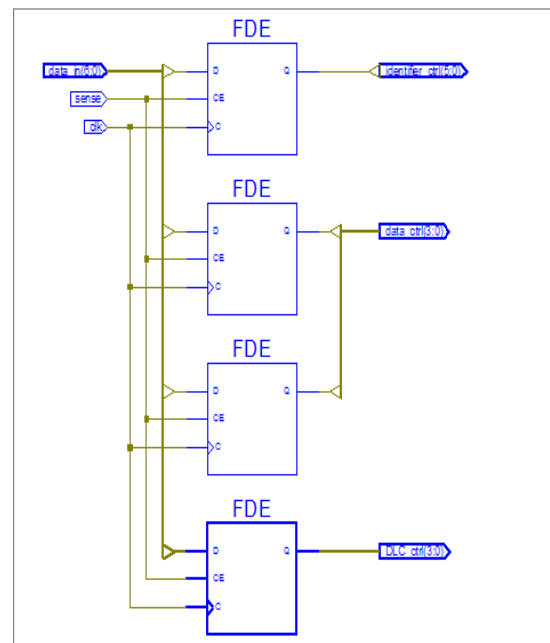 FDE
data_in(6:0) D Q identifier_ctrl(5:0)
sense CE
clk C
FDE
D Q data_ctrl(3:0)
CE
C
FDE
D Q
CE
C
FDE
D Q DLC_ctrl(3:0)
CE
C